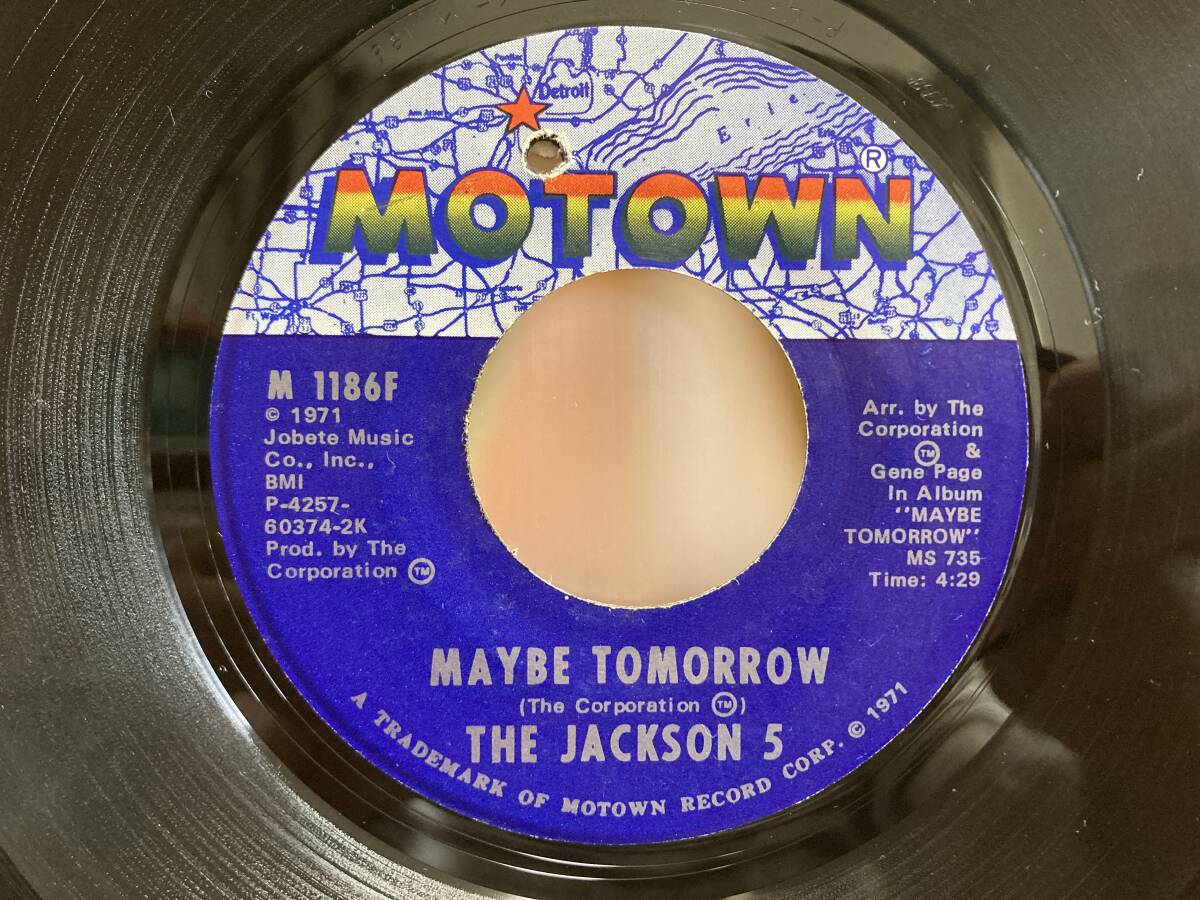 Detroit
Ann Arbor
Erie
MOTOWN ®
M 1186F
© 1971
Jobete Music
Co., Inc.,
BMI
P-4257-
60374-2K
Prod. by The
Corporation TM
Arr. by The
Corporation
TM &
Gene Page
In Album
"MAYBE
TOMORROW"
MS 735
Time: 4:29
MAYBE TOMORROW
(The Corporation TM)
THE JACKSON 5
A TRADEMARK OF MOTOWN RECORD CORP. © 1971